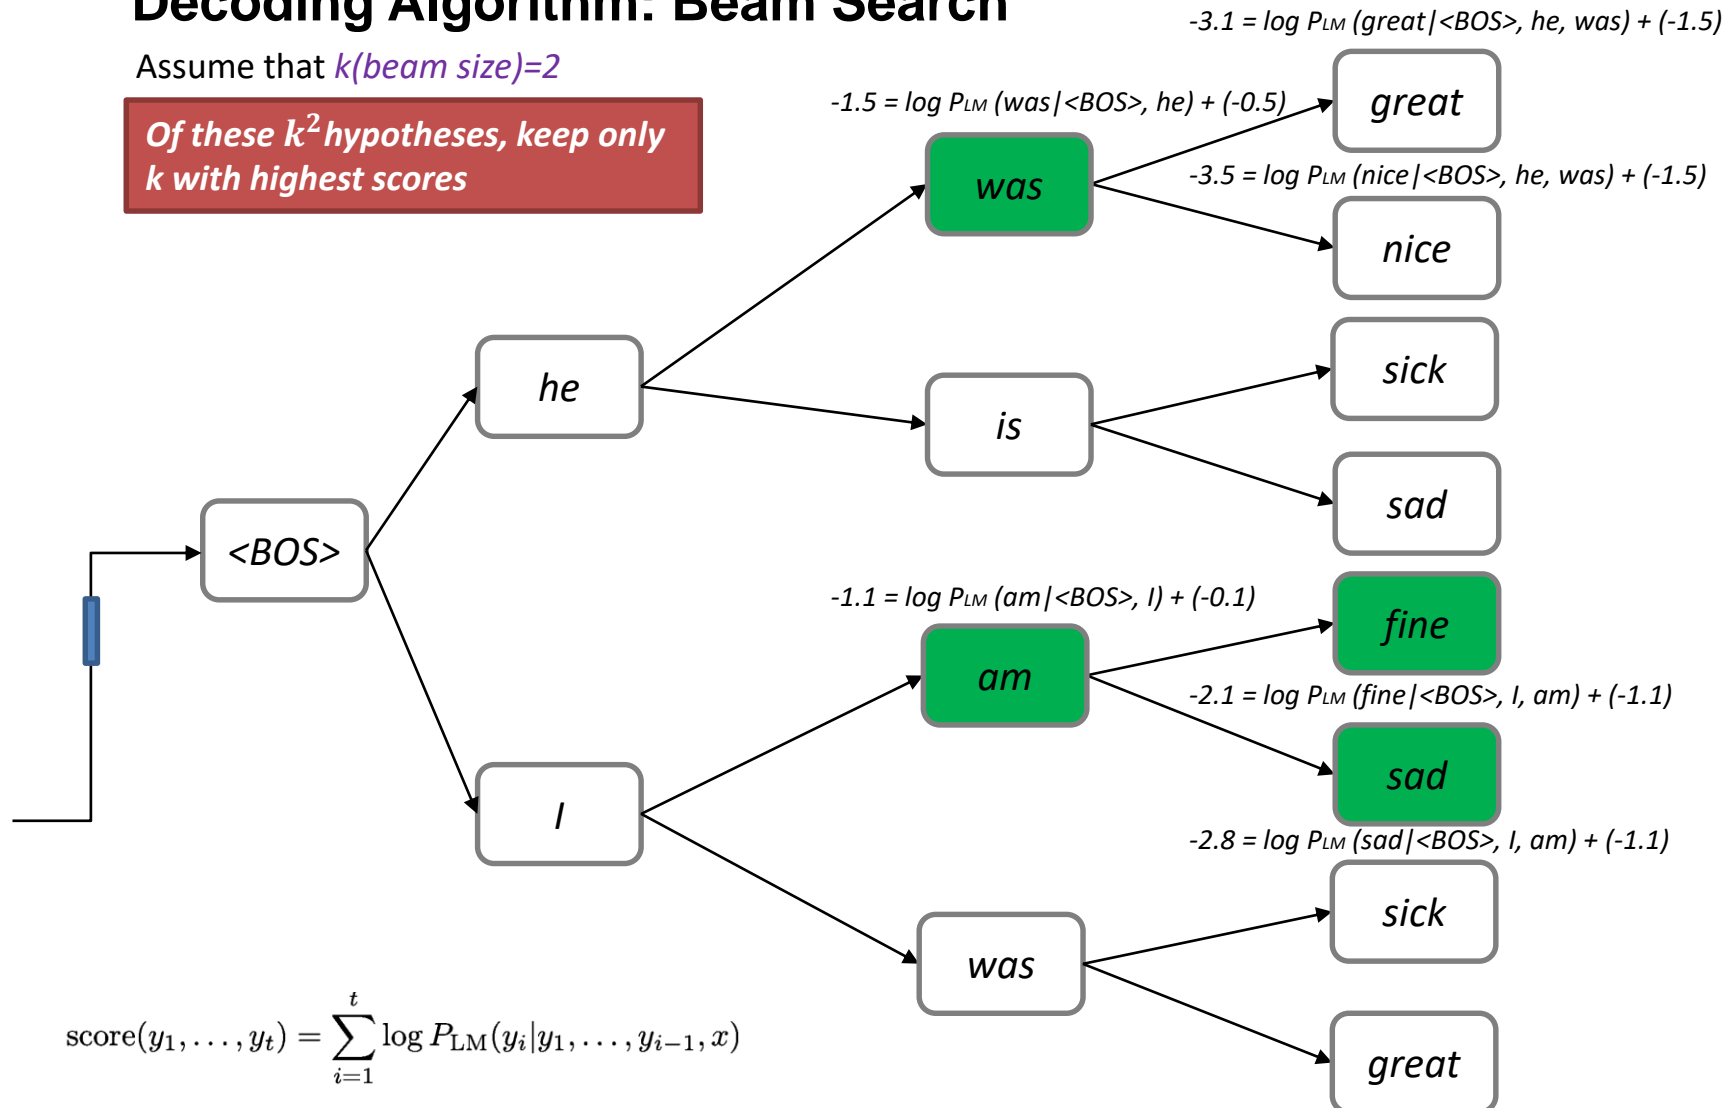 Decoding Algorithm: Beam Search
Assume that k(beam size)=2
Of these k² hypotheses, keep only
k with highest scores
-3.1 = log PLM (great|<BOS>, he, was) + (-1.5)
great
-1.5 = log PLM (was|<BOS>, he) + (-0.5)
was
-3.5 = log PLM (nice|<BOS>, he, was) + (-1.5)
nice
he
is
sick
sad
<BOS>
-1.1 = log PLM (am|<BOS>, I) + (-0.1)
am
fine
-2.1 = log PLM (fine|<BOS>, I, am) + (-1.1)
sad
-2.8 = log PLM (sad|<BOS>, I, am) + (-1.1)
I
was
sick
great
score(y₁, . . . , yₜ) = ∑ᵢ₌₁ᵗ log P_LM(yᵢ|y₁, . . . , yᵢ₋₁, x)